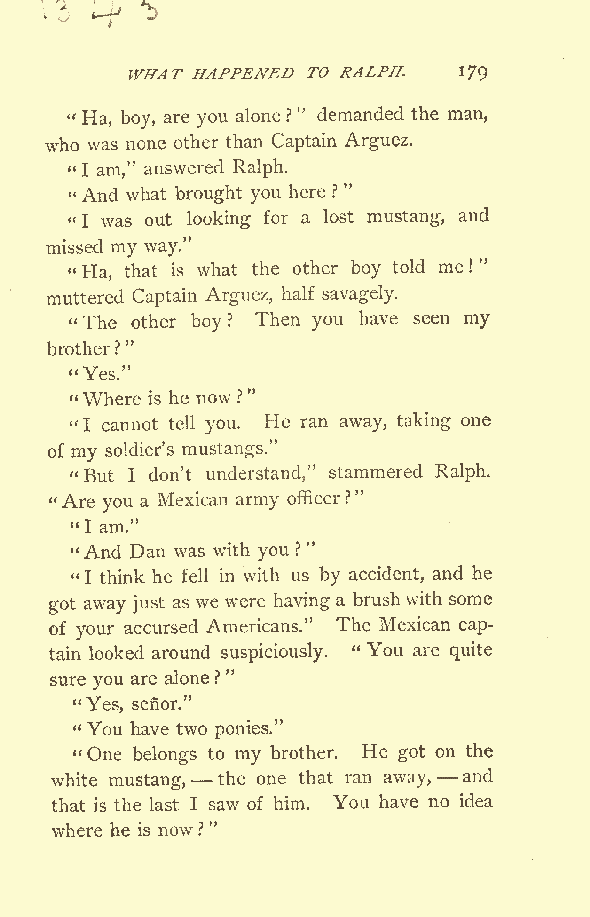 WHAT HAPPENED TO RALPH. 179
"Ha, boy, are you alone?" demanded the man,
who was none other than Captain Arguez.
"I am," answered Ralph.
"And what brought you here?"
"I was out looking for a lost mustang, and
missed my way."
"Ha, that is what the other boy told me!"
muttered Captain Arguez, half savagely.
"The other boy? Then you have seen my
brother?"
"Yes."
"Where is he now?"
"I cannot tell you. He ran away, taking one
of my soldier's mustangs."
"But I don't understand," stammered Ralph.
"Are you a Mexican army officer?"
"I am."
"And Dan was with you?"
"I think he fell in with us by accident, and he
got away just as we were having a brush with some
of your accursed Americans." The Mexican cap-
tain looked around suspiciously. "You are quite
sure you are alone?"
"Yes, señor."
"You have two ponies."
"One belongs to my brother. He got on the
white mustang,—the one that ran away,—and
that is the last I saw of him. You have no idea
where he is now?"